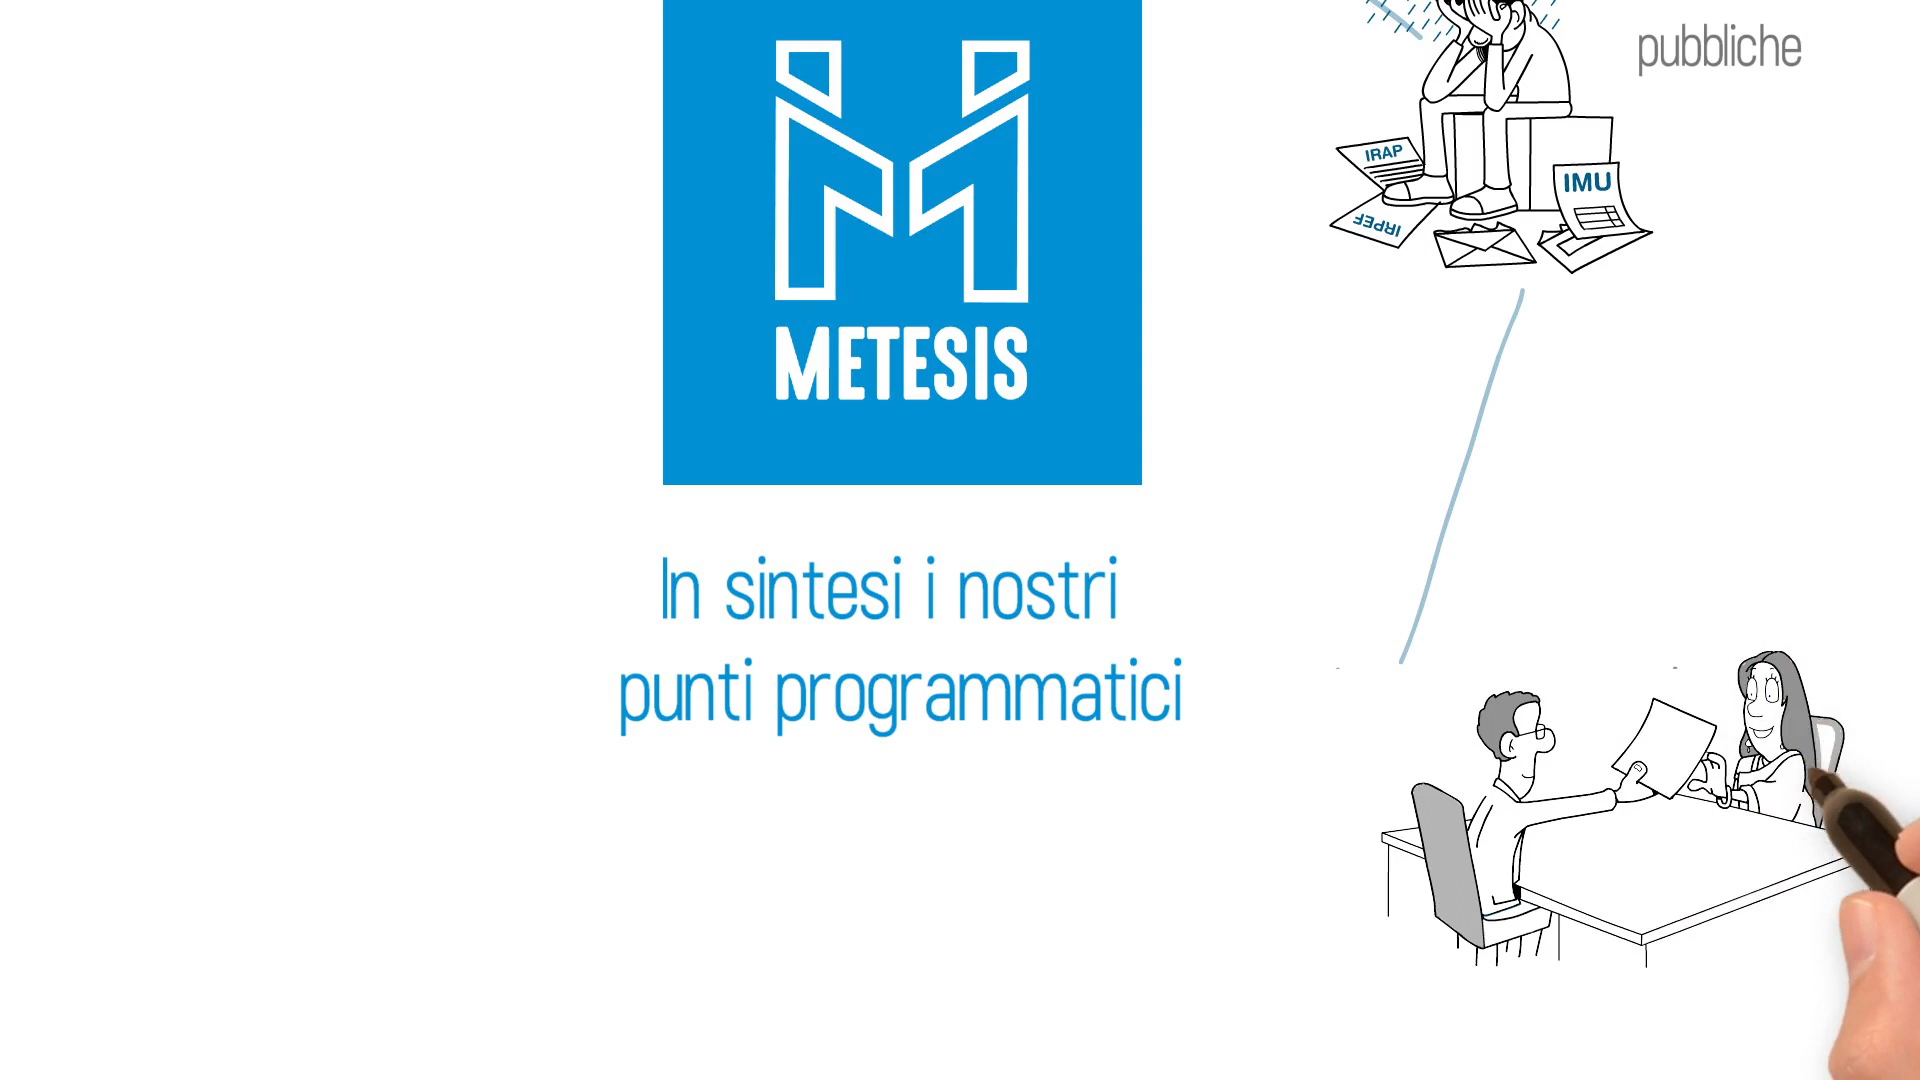 METESIS
In sintesi i nostri
punti programmatici
pubbliche
IRAP
IMU
IRPEF